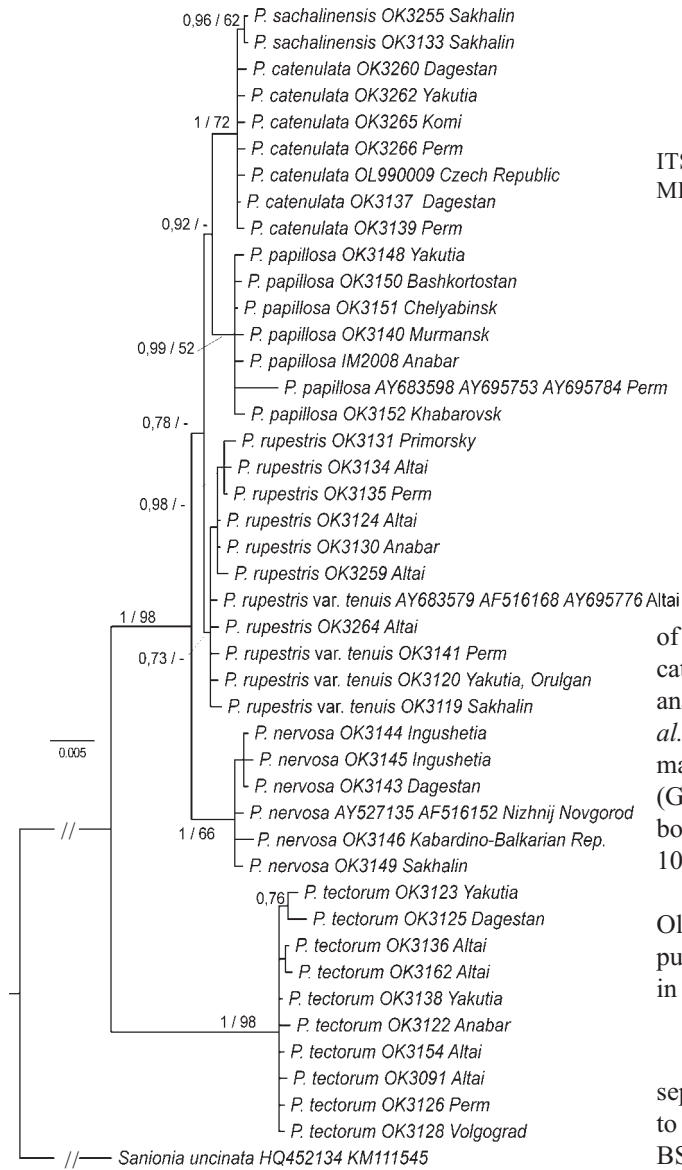 0,96 / 62
P. sachalinensis OK3255 Sakhalin
P. sachalinensis OK3133 Sakhalin
P. catenulata OK3260 Dagestan
P. catenulata OK3262 Yakutia
1 / 72
P. catenulata OK3265 Komi
P. catenulata OK3266 Perm
P. catenulata OL990009 Czech Republic
P. catenulata OK3137 Dagestan
P. catenulata OK3139 Perm
0,92 / -
P. papillosa OK3148 Yakutia
P. papillosa OK3150 Bashkortostan
P. papillosa OK3151 Chelyabinsk
P. papillosa OK3140 Murmansk
0,99 / 52
P. papillosa IM2008 Anabar
P. papillosa AY683598 AY695753 AY695784 Perm
P. papillosa OK3152 Khabarovsk
0,78 / -
P. rupestris OK3131 Primorsky
P. rupestris OK3134 Altai
P. rupestris OK3135 Perm
0,98 / -
P. rupestris OK3124 Altai
P. rupestris OK3130 Anabar
P. rupestris OK3259 Altai
P. rupestris var. tenuis AY683579 AF516168 AY695776 Altai
1 / 98
P. rupestris OK3264 Altai
0,73 / -
P. rupestris var. tenuis OK3141 Perm
P. rupestris var. tenuis OK3120 Yakutia, Orulgan
P. rupestris var. tenuis OK3119 Sakhalin
0.005
P. nervosa OK3144 Ingushetia
P. nervosa OK3145 Ingushetia
P. nervosa OK3143 Dagestan
P. nervosa AY527135 AF516152 Nizhnij Novgorod
1 / 66
P. nervosa OK3146 Kabardino-Balkarian Rep.
P. nervosa OK3149 Sakhalin
0,76
P. tectorum OK3123 Yakutia
P. tectorum OK3125 Dagestan
P. tectorum OK3136 Altai
P. tectorum OK3162 Altai
P. tectorum OK3138 Yakutia
1 / 98
P. tectorum OK3122 Anabar
P. tectorum OK3154 Altai
P. tectorum OK3091 Altai
P. tectorum OK3126 Perm
P. tectorum OK3128 Volgograd
Sanionia uncinata HQ452134 KM111545
//
//
ITS
of
cat
an
al.
ma
(G
bo
10
Ol
pu
in
sep
to
BS